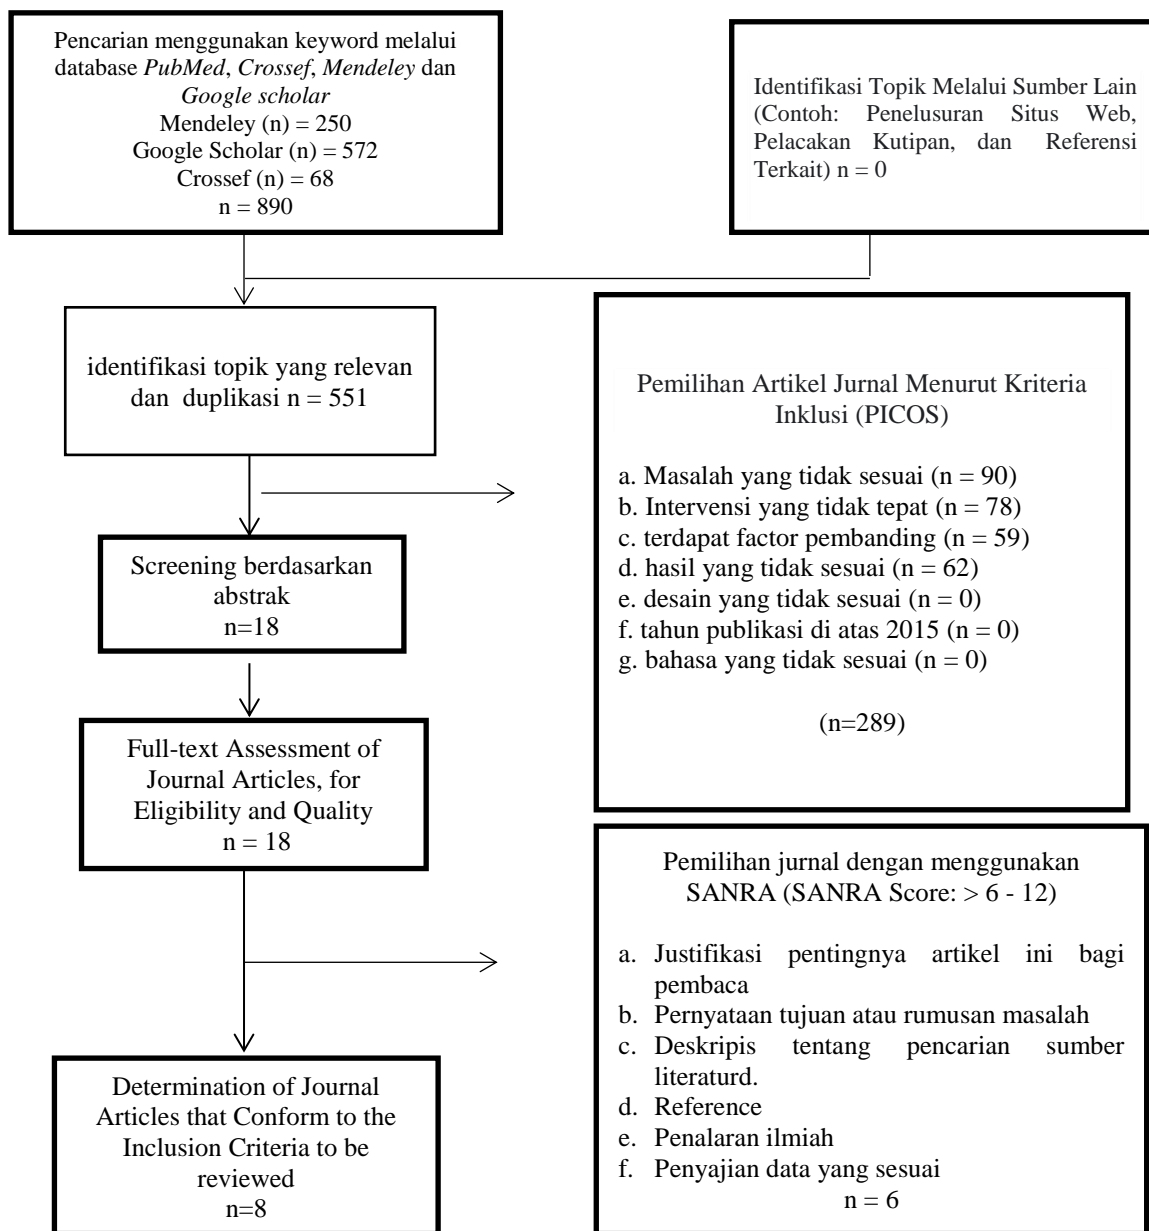 Pencarian menggunakan keyword melalui
database PubMed, Crossef, Mendeley dan
Google scholar
Mendeley (n) = 250
Google Scholar (n) = 572
Crossef (n) = 68
n = 890
Identifikasi Topik Melalui Sumber Lain
(Contoh: Penelusuran Situs Web,
Pelacakan Kutipan, dan Referensi
Terkait) n = 0
identifikasi topik yang relevan
dan duplikasi n = 551
Pemilihan Artikel Jurnal Menurut Kriteria
Inklusi (PICOS)
a. Masalah yang tidak sesuai (n = 90)
b. Intervensi yang tidak tepat (n = 78)
c. terdapat factor pembanding (n = 59)
d. hasil yang tidak sesuai (n = 62)
e. desain yang tidak sesuai (n = 0)
f. tahun publikasi di atas 2015 (n = 0)
g. bahasa yang tidak sesuai (n = 0)
(n=289)
Screening berdasarkan
abstrak
n=18
Full-text Assessment of
Journal Articles, for
Eligibility and Quality
n = 18
Pemilihan jurnal dengan menggunakan
SANRA (SANRA Score: > 6 - 12)
a. Justifikasi pentingnya artikel ini bagi
pembaca
b. Pernyataan tujuan atau rumusan masalah
c. Deskripis tentang pencarian sumber
literaturd.
d. Reference
e. Penalaran ilmiah
f. Penyajian data yang sesuai
n = 6
Determination of Journal
Articles that Conform to the
Inclusion Criteria to be
reviewed
n=8